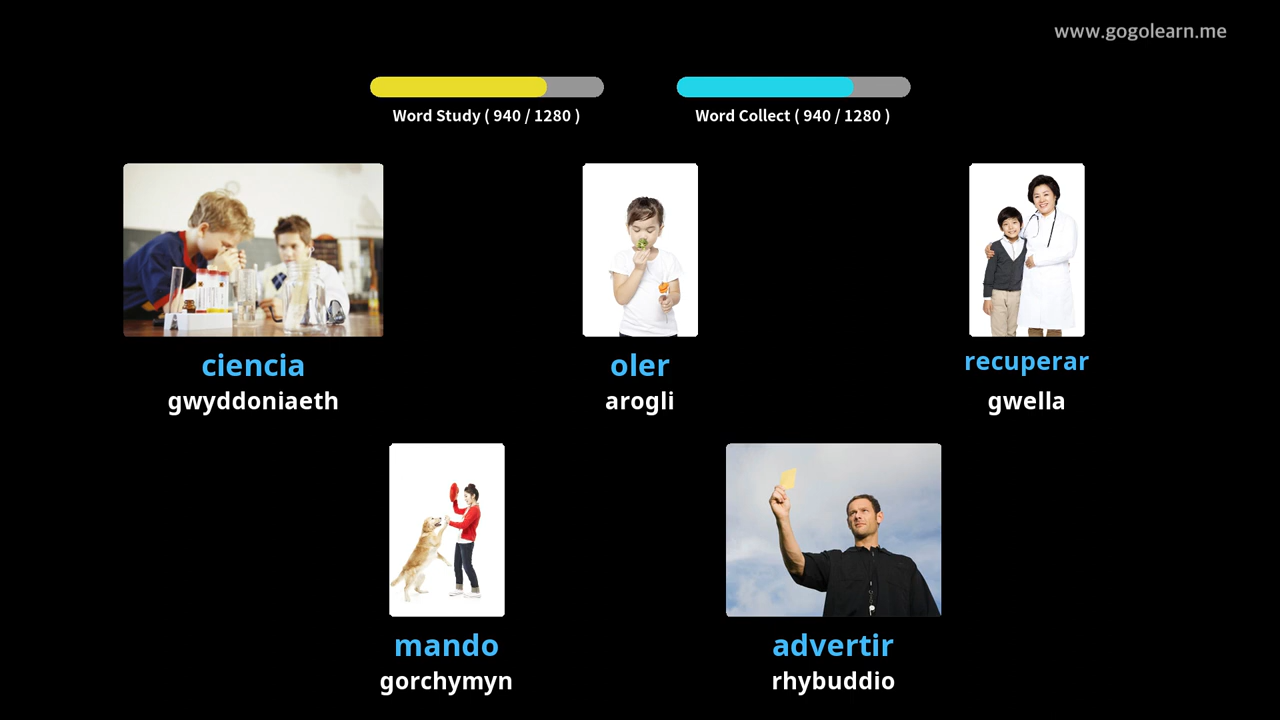 www.gogolearn.me
Word Study ( 940 / 1280 )
Word Collect ( 940 / 1280 )
ciencia
gwyddoniaeth
oler
arogli
recuperar
gwella
mando
gorchymyn
advertir
rhybuddio